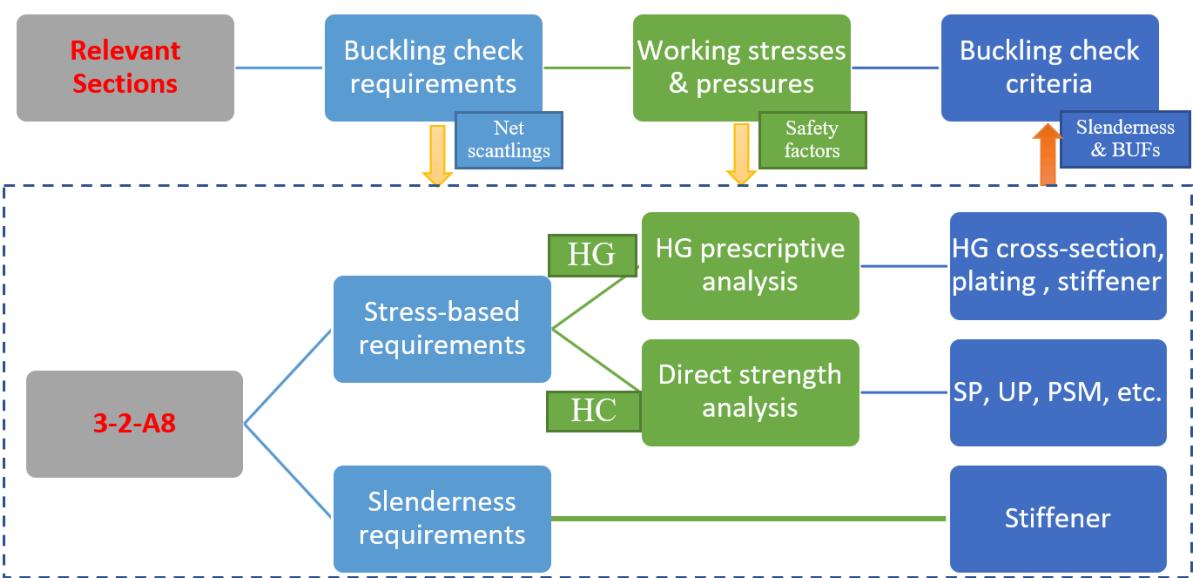 Relevant
Sections
Buckling check
requirements
Working stresses
& pressures
Buckling check
criteria
Net
scantlings
Safety
factors
Slenderness
& BUFs
3-2-A8
Stress-based
requirements
HG
HG prescriptive
analysis
HG cross-section,
plating , stiffener
HC
Direct strength
analysis
SP, UP, PSM, etc.
Slenderness
requirements
Stiffener